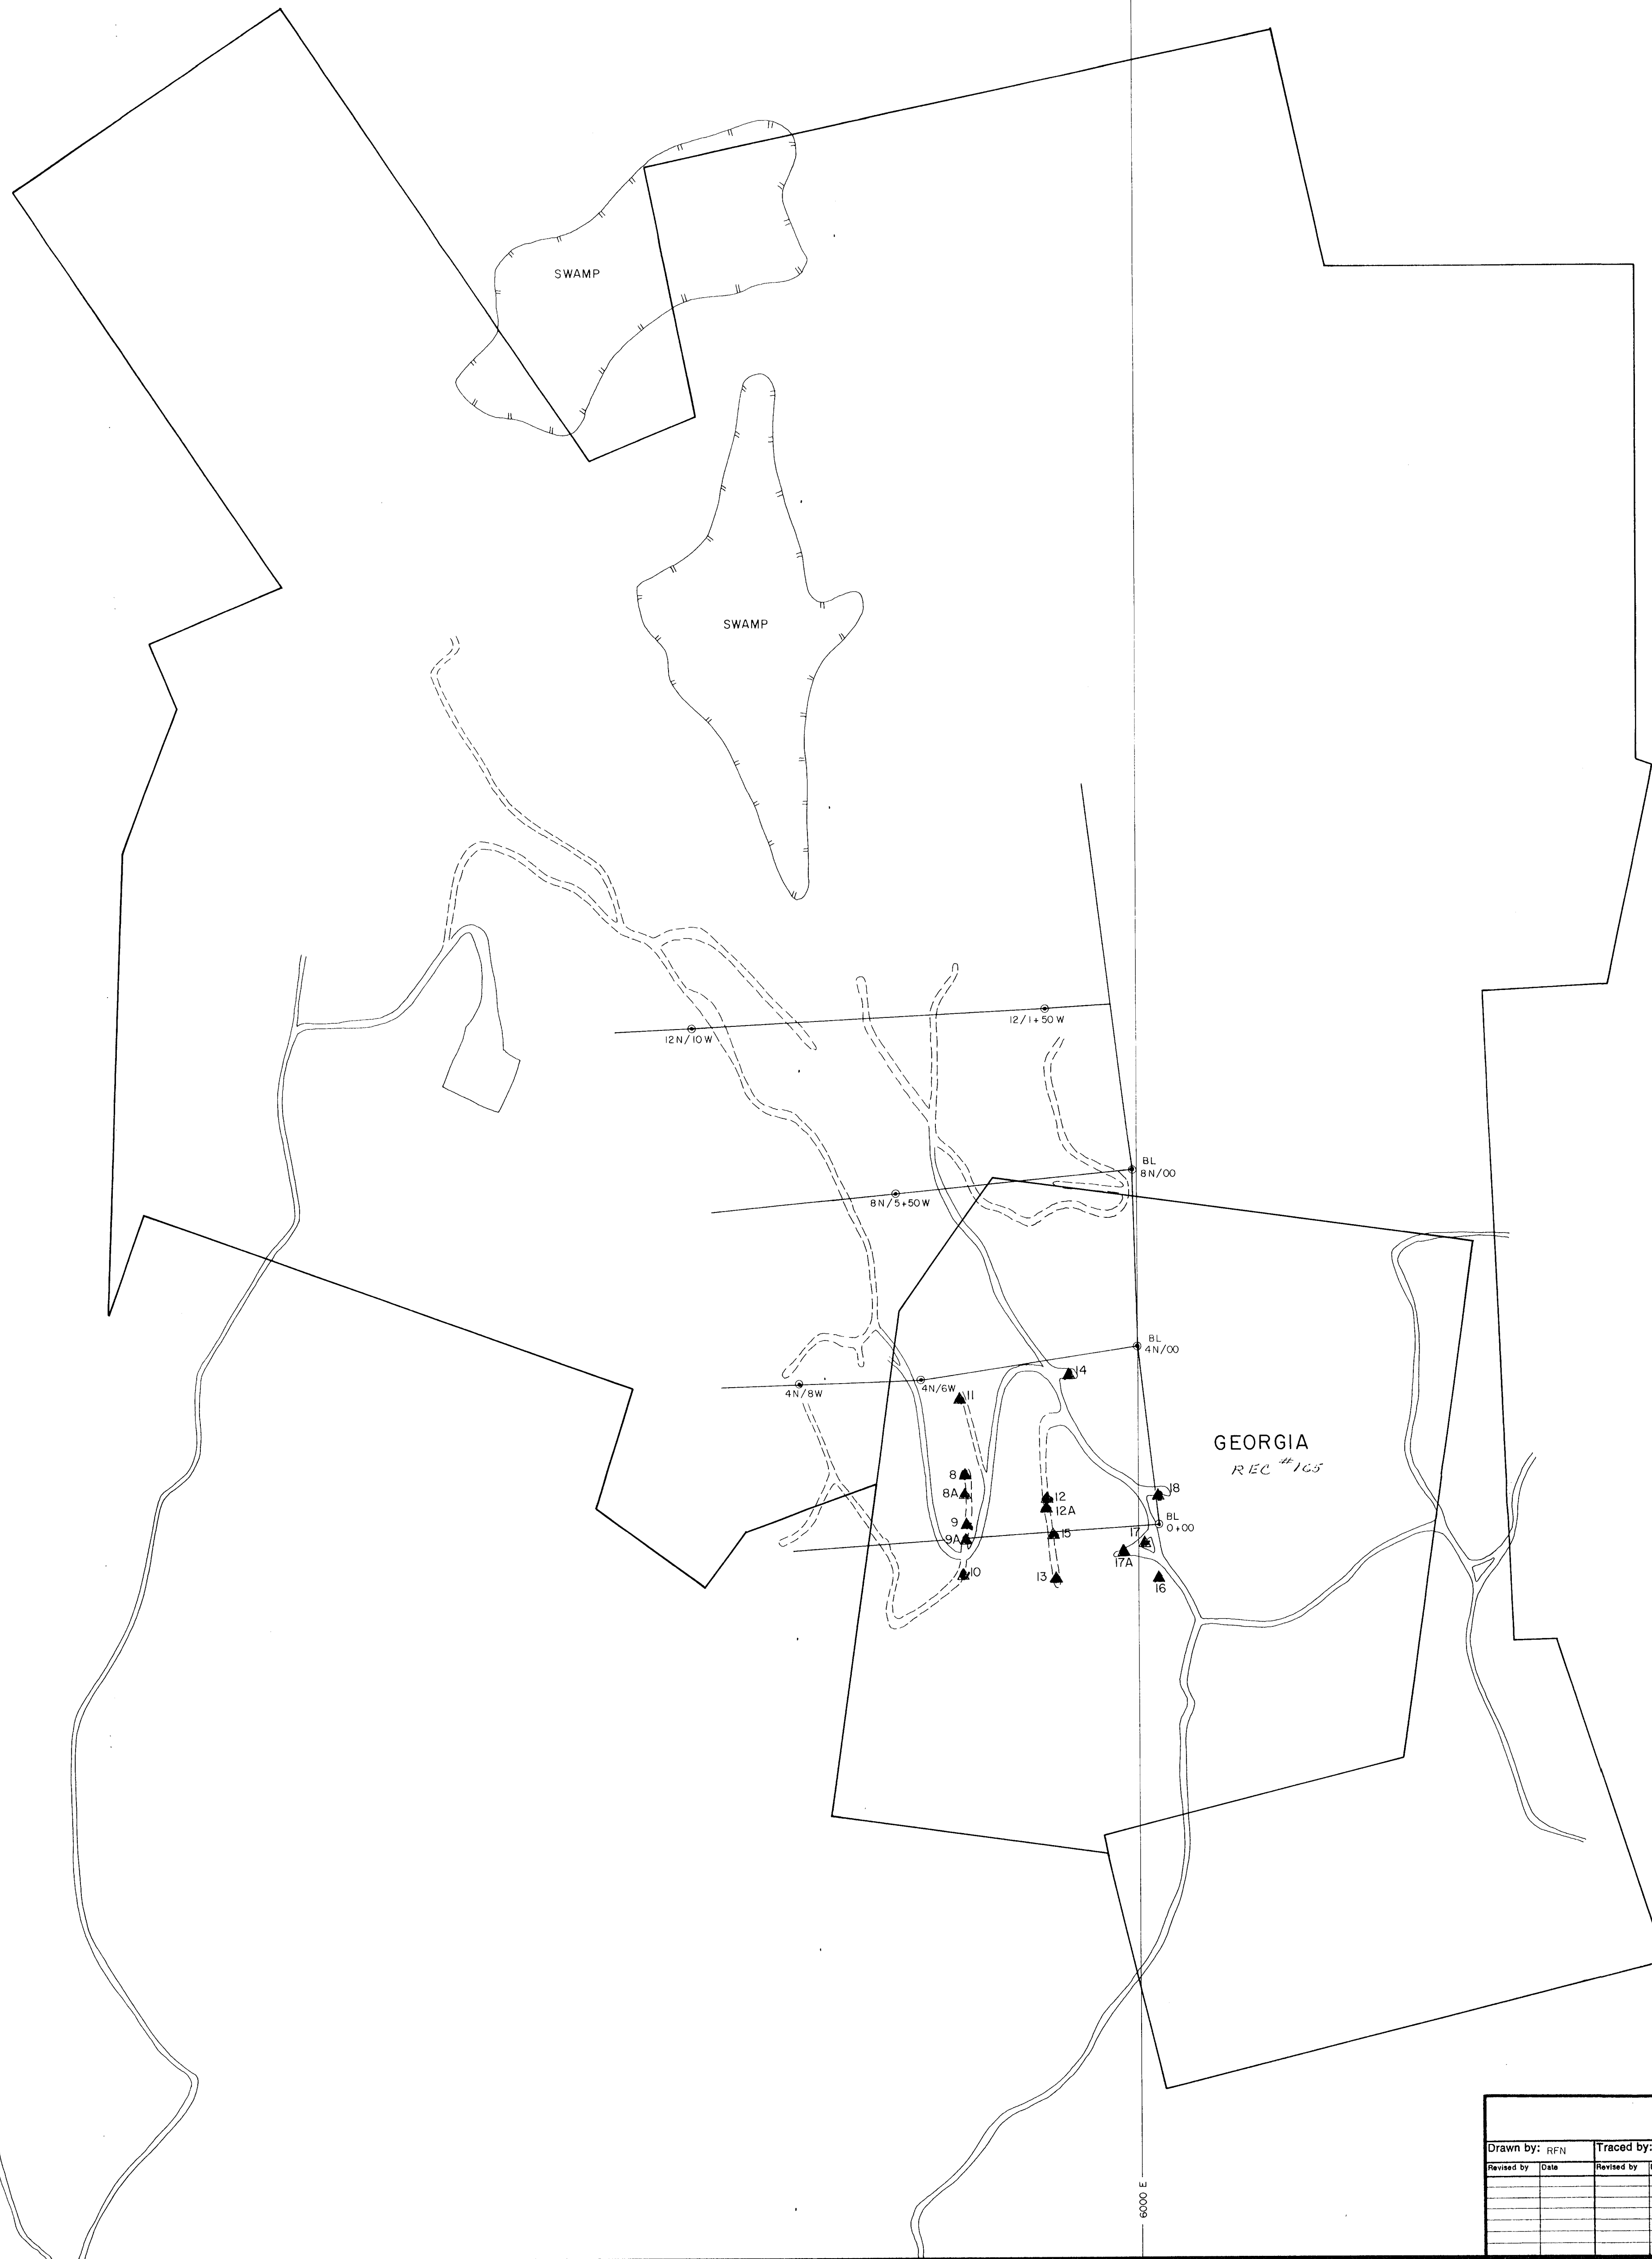 SWAMP
SWAMP
12/1+50 W
12N/10W
BL
8N/00
8N/5+50W
BL
4N/00
14
4N/6W
4N/8W
11
GEORGIA
REC #165
8
8A
12
18
12A
9
BL
0+00
15
17
9A
17A
10
13
16
6000 E
Drawn by: RFN
Traced by:
Revised by
Date
Revised by